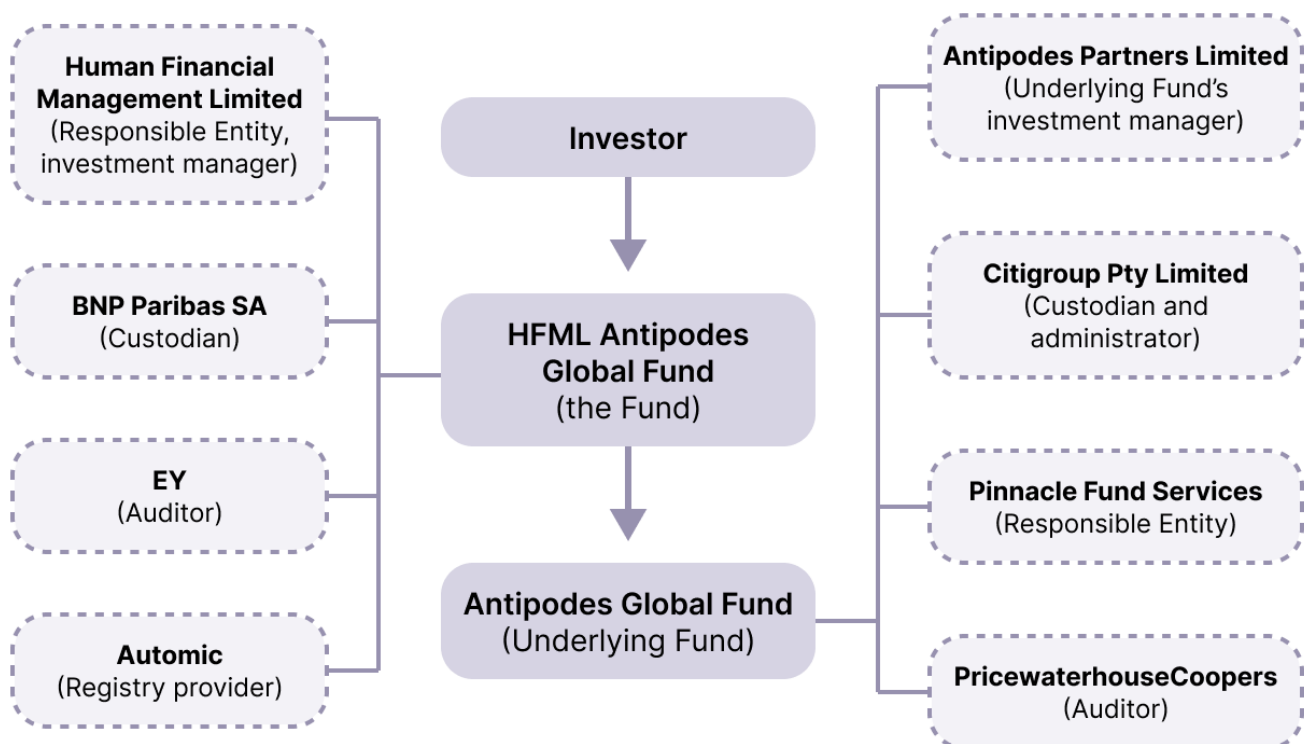 Human Financial
Management Limited
(Responsible Entity,
investment manager)
BNP Paribas SA
(Custodian)
EY
(Auditor)
Automic
(Registry provider)
Investor
HFML Antipodes
Global Fund
(the Fund)
Antipodes Global Fund
(Underlying Fund)
Antipodes Partners Limited
(Underlying Fund’s
investment manager)
Citigroup Pty Limited
(Custodian and
administrator)
Pinnacle Fund Services
(Responsible Entity)
PricewaterhouseCoopers
(Auditor)